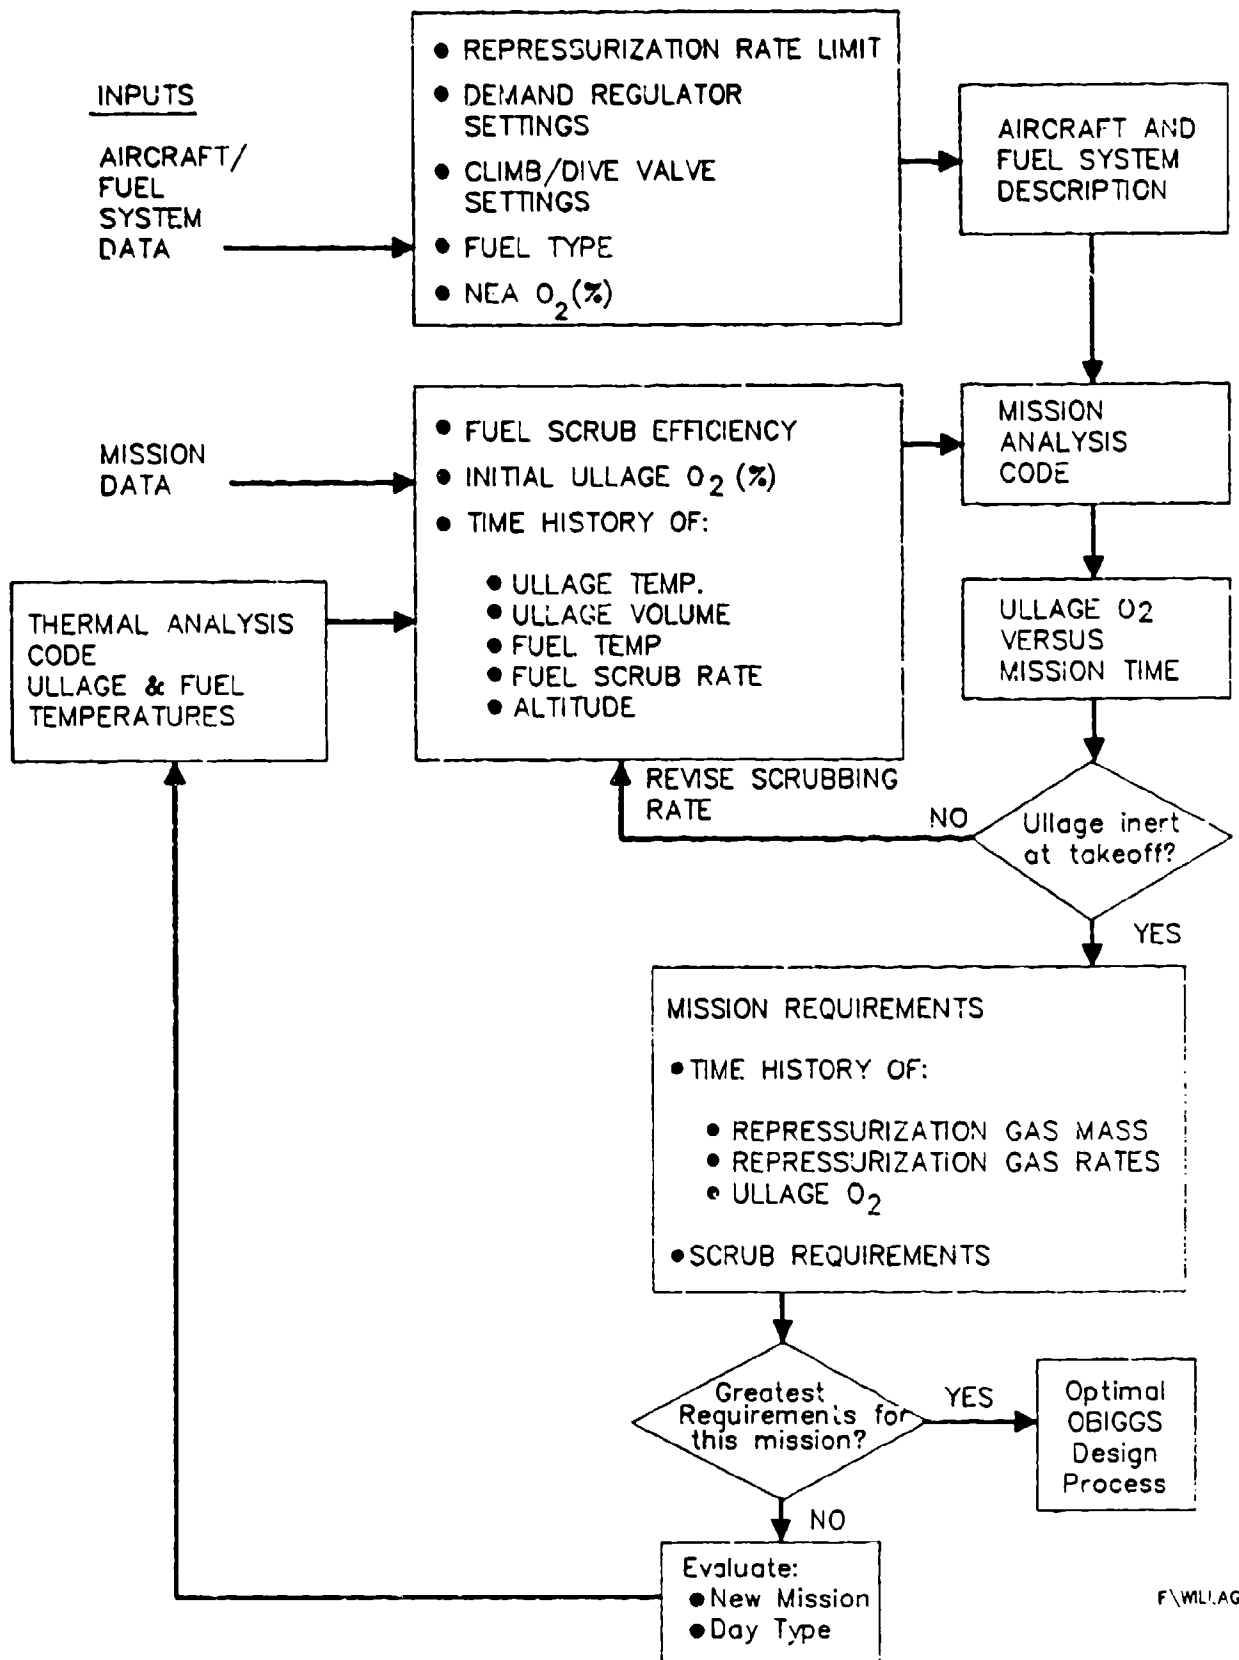 INPUTS
AIRCRAFT/
FUEL
SYSTEM
DATA
● REPRESSURIZATION RATE LIMIT
● DEMAND REGULATOR
SETTINGS
● CLIMB/DIVE VALVE
SETTINGS
● FUEL TYPE
● NEA O2(%)
AIRCRAFT AND
FUEL SYSTEM
DESCRIPTION
MISSION
DATA
● FUEL SCRUB EFFICIENCY
● INITIAL ULLAGE O2 (%)
● TIME HISTORY OF:
● ULLAGE TEMP.
● ULLAGE VOLUME
● FUEL TEMP
● FUEL SCRUB RATE
● ALTITUDE
MISSION
ANALYSIS
CODE
THERMAL ANALYSIS
CODE
ULLAGE & FUEL
TEMPERATURES
ULLAGE O2
VERSUS
MISSION TIME
REVISE SCRUBBING
RATE
NO
Ullage inert
at takeoff?
YES
MISSION REQUIREMENTS
● TIME HISTORY OF:
● REPRESSURIZATION GAS MASS
● REPRESSURIZATION GAS RATES
● ULLAGE O2
● SCRUB REQUIREMENTS
Greatest
Requirements for
this mission?
YES
Optimal
OBIGGS
Design
Process
NO
Evaluate:
● New Mission
● Day Type